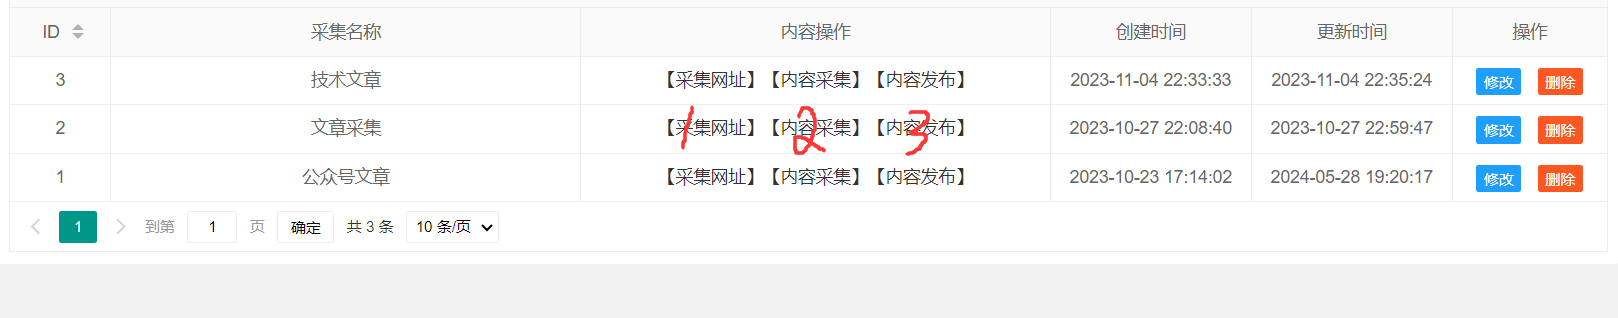 ID 采集名称 内容操作 创建时间 更新时间 操作
3 技术文章 【采集网址】【内容采集】【内容发布】 2023-11-04 22:33:33 2023-11-04 22:35:24 修改 删除
2 文章采集 【采集网址】【内容采集】【内容发布】 2023-10-27 22:08:40 2023-10-27 22:59:47 修改 删除
1 2 3
1 公众号文章 【采集网址】【内容采集】【内容发布】 2023-10-23 17:14:02 2024-05-28 19:20:17 修改 删除
1 到第 1 页 确定 共 3 条 10 条/页